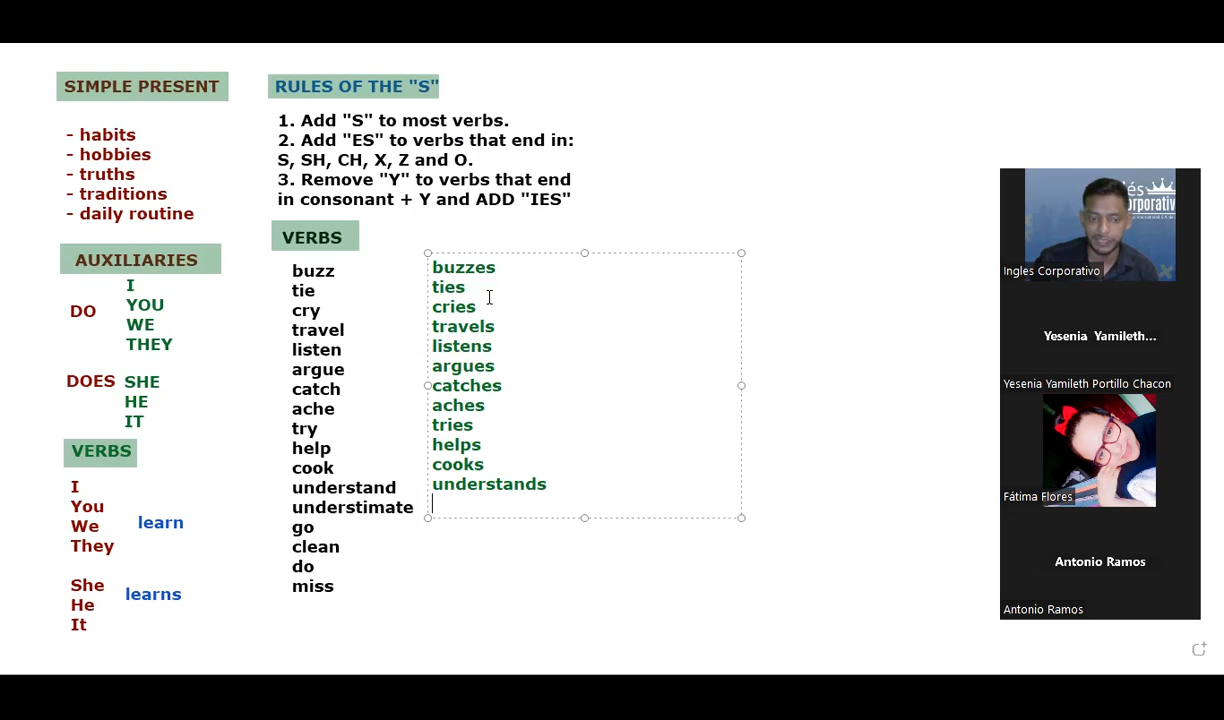 SIMPLE PRESENT
- habits
- hobbies
- truths
- traditions
- daily routine
AUXILIARIES
DO
I
YOU
WE
THEY
DOES
SHE
HE
IT
VERBS
I
You
We
They
learn
She
He
It
learns
RULES OF THE "S"
1. Add "S" to most verbs.
2. Add "ES" to verbs that end in:
S, SH, CH, X, Z and O.
3. Remove "Y" to verbs that end
in consonant + Y and ADD "IES"
VERBS
buzz
tie
cry
travel
listen
argue
catch
ache
try
help
cook
understand
understimate
go
clean
do
miss
buzzes
ties
cries
travels
listens
argues
catches
aches
tries
helps
cooks
understands
Ingles Corporativo
Yesenia Yamileth...
Yesenia Yamileth Portillo Chacon
Fátima Flores
Antonio Ramos
Antonio Ramos